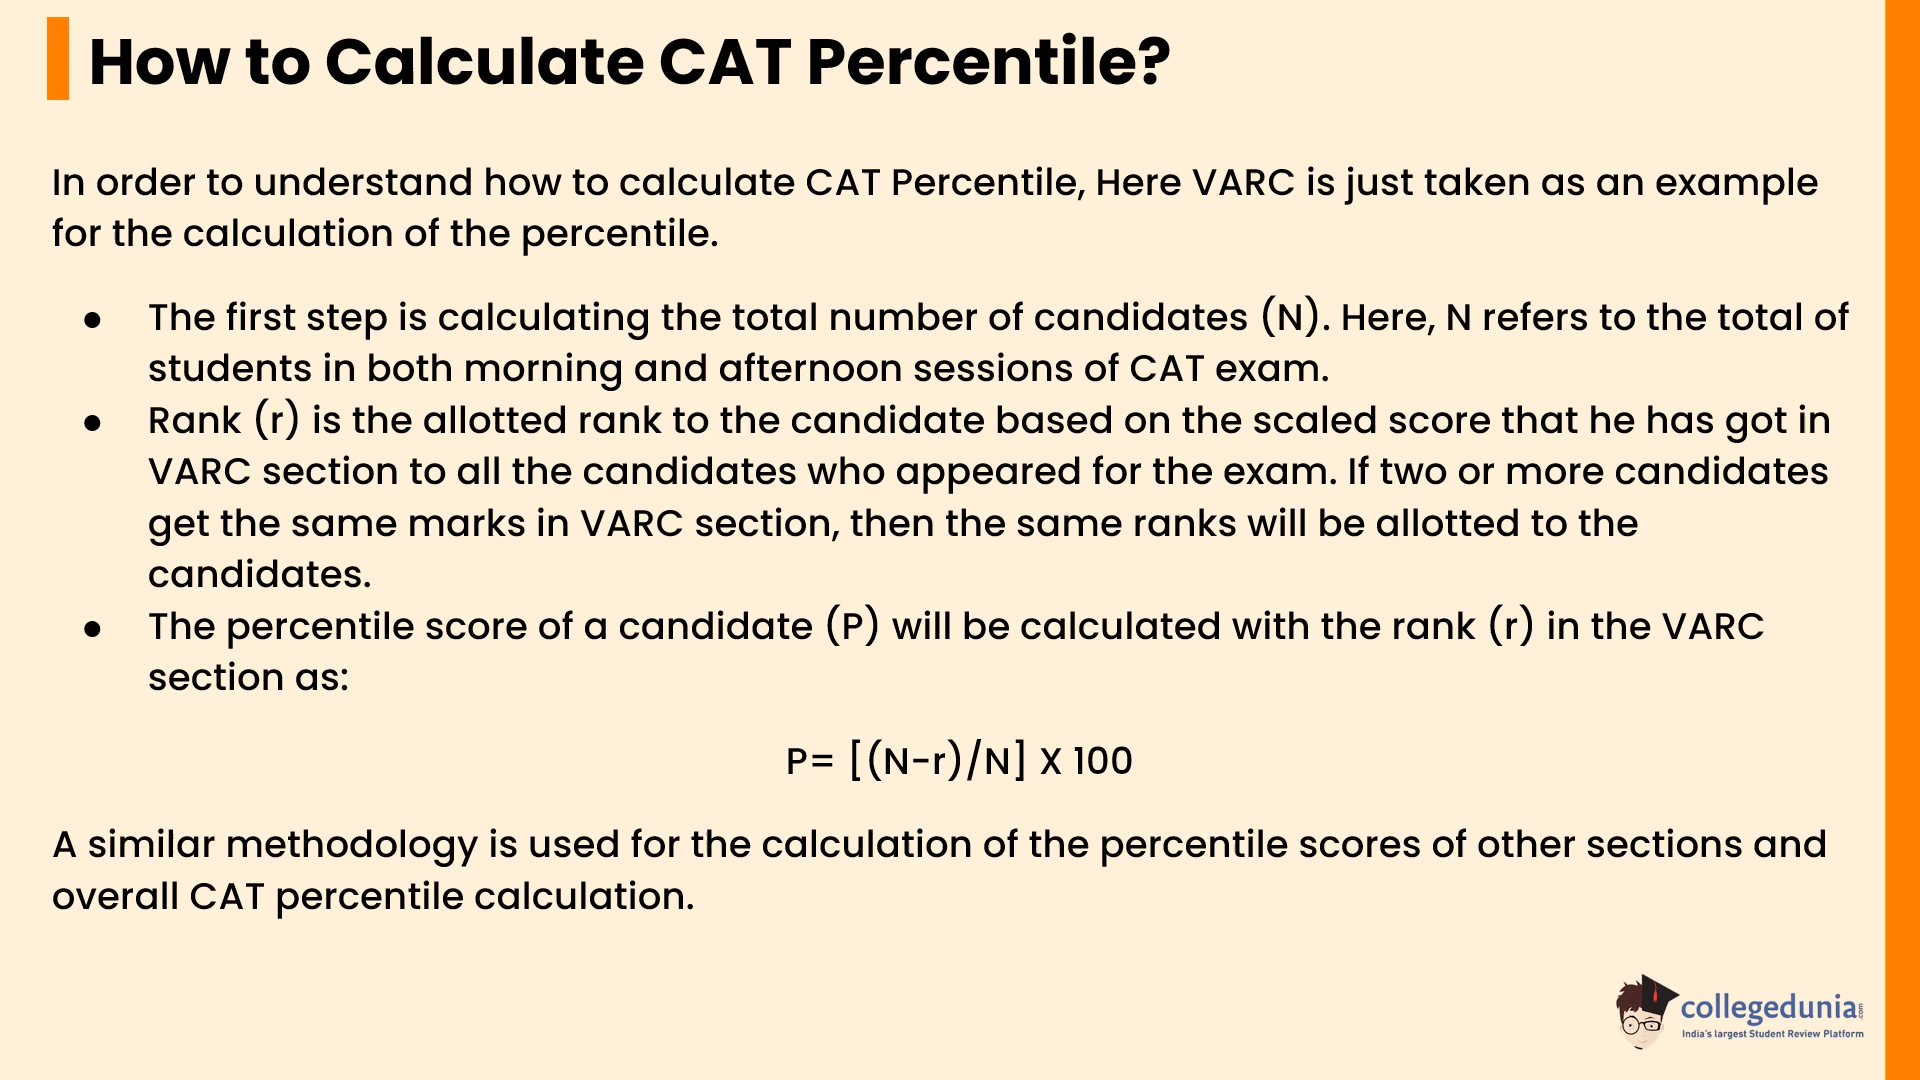 How to Calculate CAT Percentile?
In order to understand how to calculate CAT Percentile, Here VARC is just taken as an example
for the calculation of the percentile.
● The first step is calculating the total number of candidates (N). Here, N refers to the total of
students in both morning and afternoon sessions of CAT exam.
● Rank (r) is the allotted rank to the candidate based on the scaled score that he has got in
VARC section to all the candidates who appeared for the exam. If two or more candidates
get the same marks in VARC section, then the same ranks will be allotted to the
candidates.
● The percentile score of a candidate (P) will be calculated with the rank (r) in the VARC
section as:
P= [(N-r)/N] X 100
A similar methodology is used for the calculation of the percentile scores of other sections and
overall CAT percentile calculation.
collegedunia.com
India's largest Student Review Platform